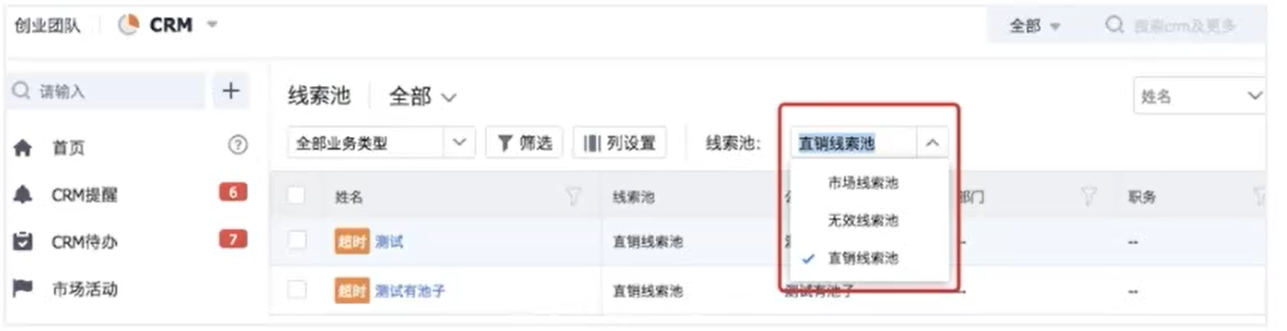 创业团队 CRM 全部 搜索crm及更多
请输入 + 线索池 全部 姓名
全部业务类型 筛选 列设置 线索池: 直销线索池
首页
市场线索池
CRM提醒 6 姓名 线索池 职务
无效线索池
CRM待办 7 超时 测试 直销线索池 -- --
直销线索池
市场活动 超时 测试有池子 直销线索池 测试有池子 -- --